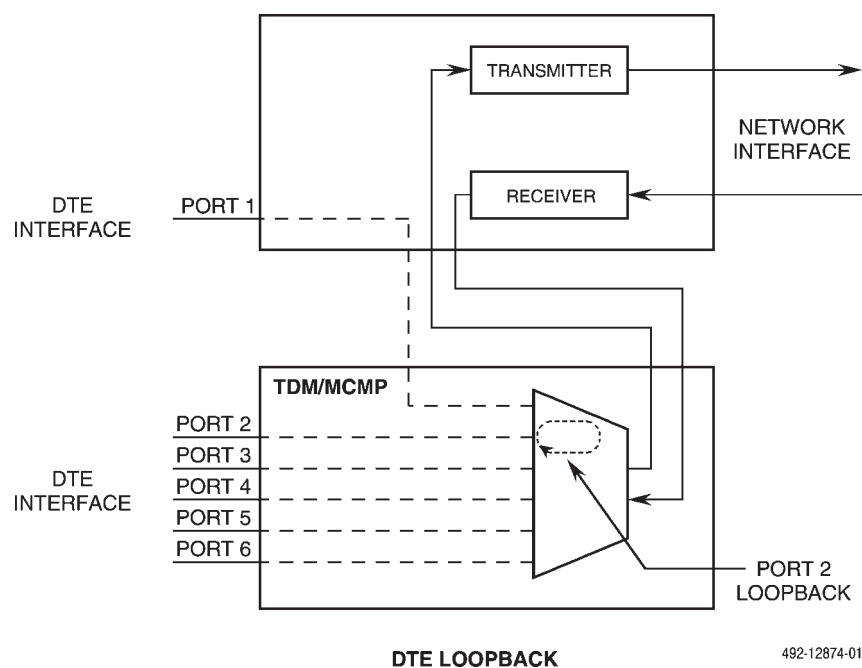 TRANSMITTER
NETWORK
INTERFACE
RECEIVER
DTE
INTERFACE
PORT 1
TDM/MCMP
PORT 2
PORT 3
PORT 4
PORT 5
PORT 6
DTE
INTERFACE
PORT 2
LOOPBACK
DTE LOOPBACK
492-12874-01